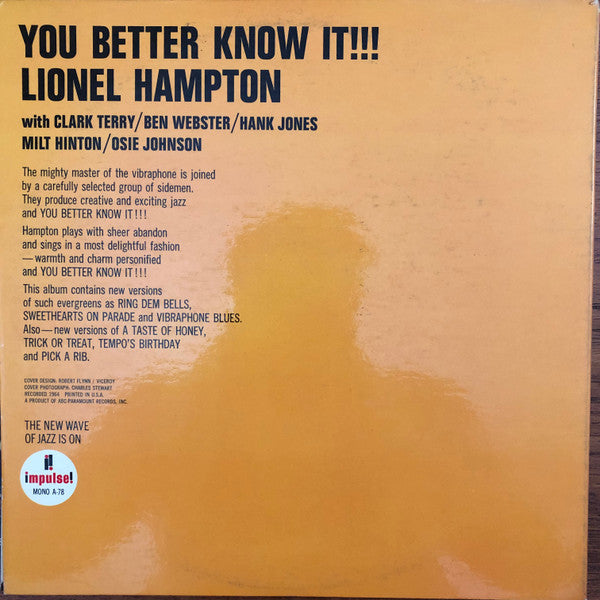 YOU BETTER KNOW IT!!!
LIONEL HAMPTON
with CLARK TERRY/BEN WEBSTER/HANK JONES
MILT HINTON/OSIE JOHNSON
The mighty master of the vibraphone is joined
by a carefully selected group of sidemen.
They produce creative and exciting jazz
and YOU BETTER KNOW IT!!!
Hampton plays with sheer abandon
and sings in a most delightful fashion
—warmth and charm personified
and YOU BETTER KNOW IT!!!
This album contains new versions
of such evergreens as RING DEM BELLS,
SWEETHEARTS ON PARADE and VIBRAPHONE BLUES.
Also—new versions of A TASTE OF HONEY,
TRICK OR TREAT, TEMPO'S BIRTHDAY
and PICK A RIB.
COVER DESIGN: ROBERT FLYNN / VICEROY
COVER PHOTOGRAPH: CHARLES STEWART
RECORDED 1964 PRINTED IN U.S.A.
A PRODUCT OF ABC-PARAMOUNT RECORDS, INC.
THE NEW WAVE
OF JAZZ IS ON
i!
impulse!
MONO A-78